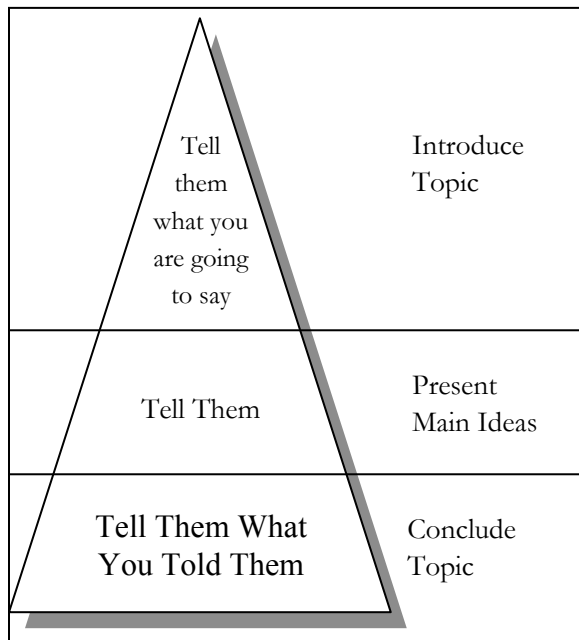 Tell
them
what you
are going
to say
Introduce
Topic
Tell Them
Present
Main Ideas
Tell Them What
You Told Them
Conclude
Topic